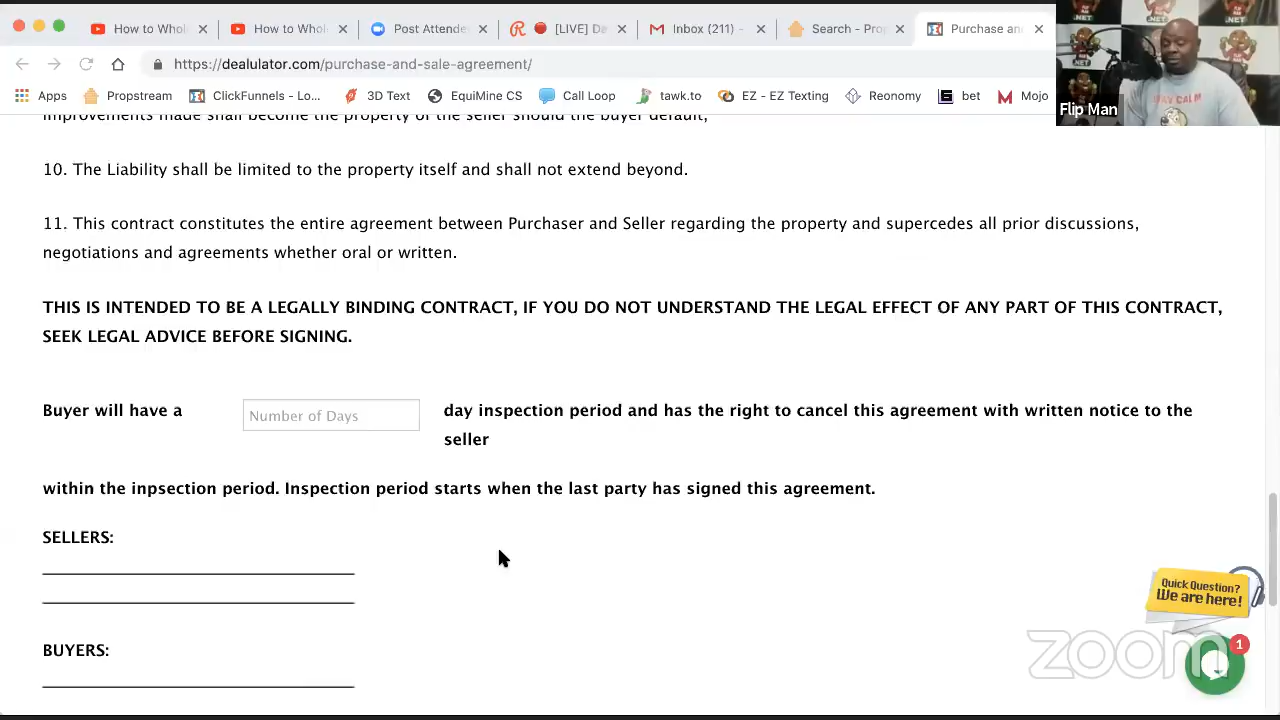 How to Whol
How to Whol
Post Attende
[LIVE] Da
Inbox (211) -
Search - Prop
Purchase an
https://dealulator.com/purchase-and-sale-agreement/
Apps
Propstream
ClickFunnels - Lo...
3D Text
EquiMine CS
Call Loop
tawk.to
EZ - EZ Texting
Reonomy
bet
Mojo
Flip Man
improvements made shall become the property of the seller should the buyer default;
10. The Liability shall be limited to the property itself and shall not extend beyond.
11. This contract constitutes the entire agreement between Purchaser and Seller regarding the property and supercedes all prior discussions,
negotiations and agreements whether oral or written.
THIS IS INTENDED TO BE A LEGALLY BINDING CONTRACT, IF YOU DO NOT UNDERSTAND THE LEGAL EFFECT OF ANY PART OF THIS CONTRACT,
SEEK LEGAL ADVICE BEFORE SIGNING.
Buyer will have a
Number of Days
day inspection period and has the right to cancel this agreement with written notice to the
seller
within the inpsection period. Inspection period starts when the last party has signed this agreement.
SELLERS:
BUYERS:
Quick Question?
We are here!
zoom
1